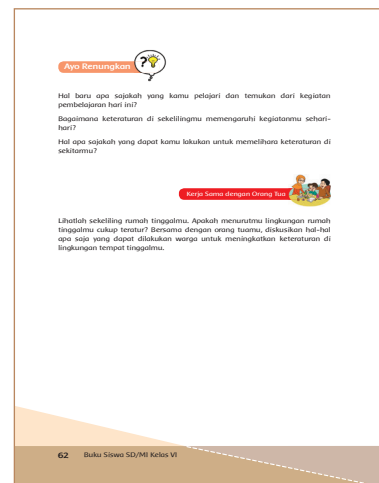 Ayo Renungkan
Hal baru apa sajakah yang kamu pelajari dan temukan dari kegiatan
pembelajaran hari ini?
Bagaimana keteraturan di sekelilingmu memengaruhi kegiatanmu sehari-
hari?
Hal apa sajakah yang dapat kamu lakukan untuk memelihara keteraturan di
sekitarmu?
Kerja Sama dengan Orang Tua
Lihatlah sekeliling rumah tinggalmu. Apakah menurutmu lingkungan rumah
tinggalmu cukup teratur? Bersama dengan orang tuamu, diskusikan hal-hal
apa saja yang dapat dilakukan warga untuk meningkatkan keteraturan di
lingkungan tempat tinggalmu.
62 Buku Siswa SD/MI Kelas VI